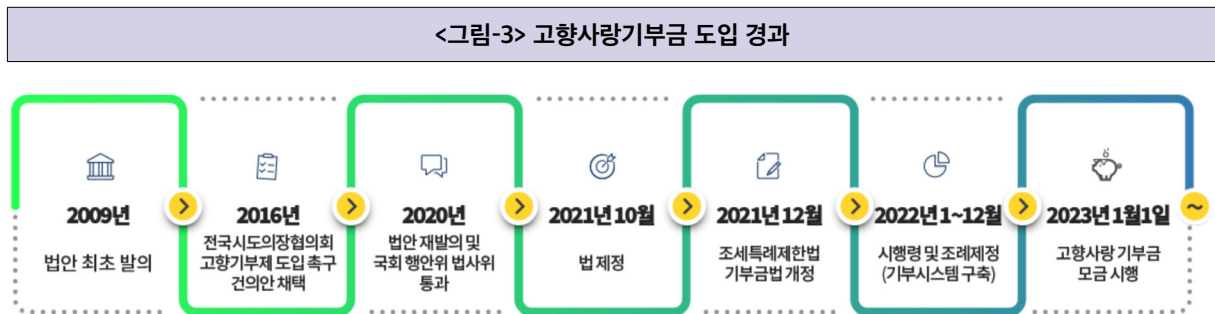 <그림-3> 고향사랑기부금 도입 경과
2009년
법안 최초 발의
2016년
전국시도의장협의회
고향기부제 도입 촉구
건의안 채택
2020년
법안 재발의 및
국회 행안위 법사위
통과
2021년 10월
법 제정
2021년 12월
조세특례제한법
기부금법 개정
2022년 1~12월
시행령 및 조례제정
(기부시스템 구축)
2023년 1월1일
고향사랑 기부금
모금 시행
~